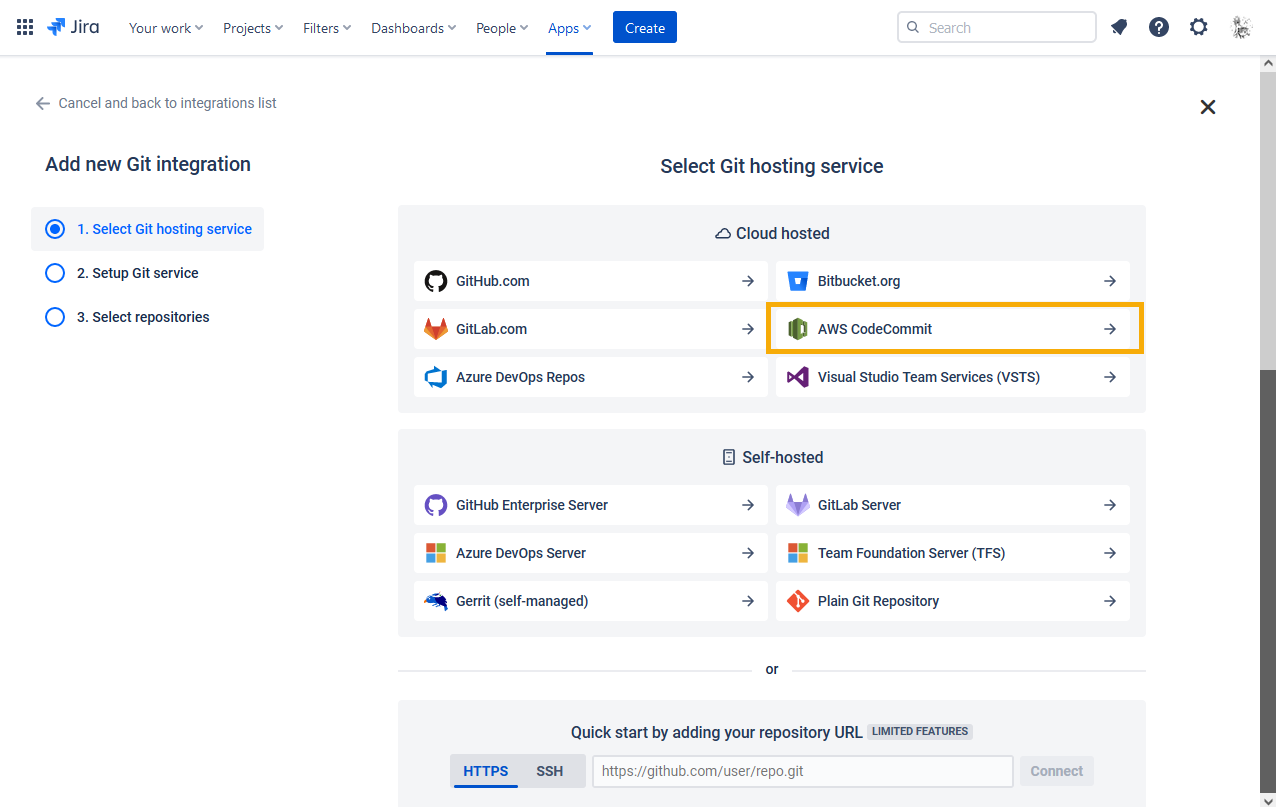 Jira Your work Projects Filters Dashboards People Apps Create Search
Cancel and back to integrations list
Add new Git integration
1. Select Git hosting service
2. Setup Git service
3. Select repositories
Select Git hosting service
Cloud hosted
GitHub.com Bitbucket.org
GitLab.com AWS CodeCommit
Azure DevOps Repos Visual Studio Team Services (VSTS)
Self-hosted
GitHub Enterprise Server GitLab Server
Azure DevOps Server Team Foundation Server (TFS)
Gerrit (self-managed) Plain Git Repository
or
Quick start by adding your repository URL LIMITED FEATURES
HTTPS SSH https://github.com/user/repo.git Connect